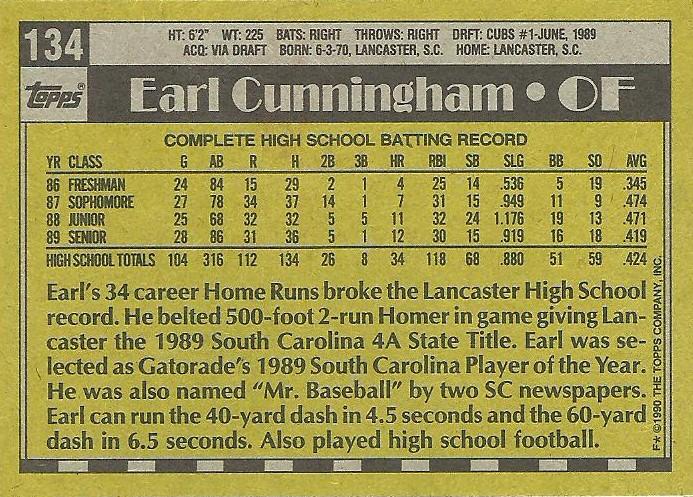 134
HT: 6'2" WT: 225 BATS: RIGHT THROWS: RIGHT DRFT: CUBS #1-JUNE, 1989
ACQ: VIA DRAFT BORN: 6-3-70, LANCASTER, S.C. HOME: LANCASTER, S.C.
Topps®
Earl Cunningham • OF
COMPLETE HIGH SCHOOL BATTING RECORD
YR CLASS G AB R H 2B 3B HR RBI SB SLG BB SO AVG
86 FRESHMAN 24 84 15 29 2 1 4 25 14 .536 5 19 .345
87 SOPHOMORE 27 78 34 37 14 1 7 31 15 .949 11 9 .474
88 JUNIOR 25 68 32 32 5 5 11 32 24 1.176 19 13 .471
89 SENIOR 28 86 31 36 5 1 12 30 15 .919 16 18 .419
HIGH SCHOOL TOTALS 104 316 112 134 26 8 34 118 68 .880 51 59 .424
Earl's 34 career Home Runs broke the Lancaster High School
record. He belted 500-foot 2-run Homer in game giving Lan-
caster the 1989 South Carolina 4A State Title. Earl was se-
lected as Gatorade's 1989 South Carolina Player of the Year.
He was also named "Mr. Baseball" by two SC newspapers.
Earl can run the 40-yard dash in 4.5 seconds and the 60-yard
dash in 6.5 seconds. Also played high school football.
F* ©1990 THE TOPPS COMPANY, INC.